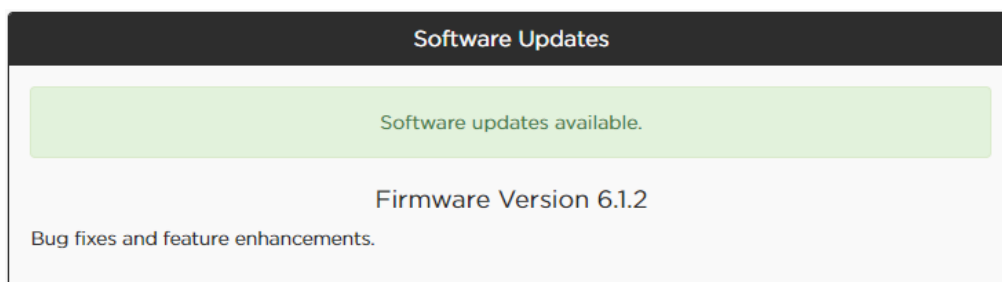 Software Updates
Software updates available.
Firmware Version 6.1.2
Bug fixes and feature enhancements.